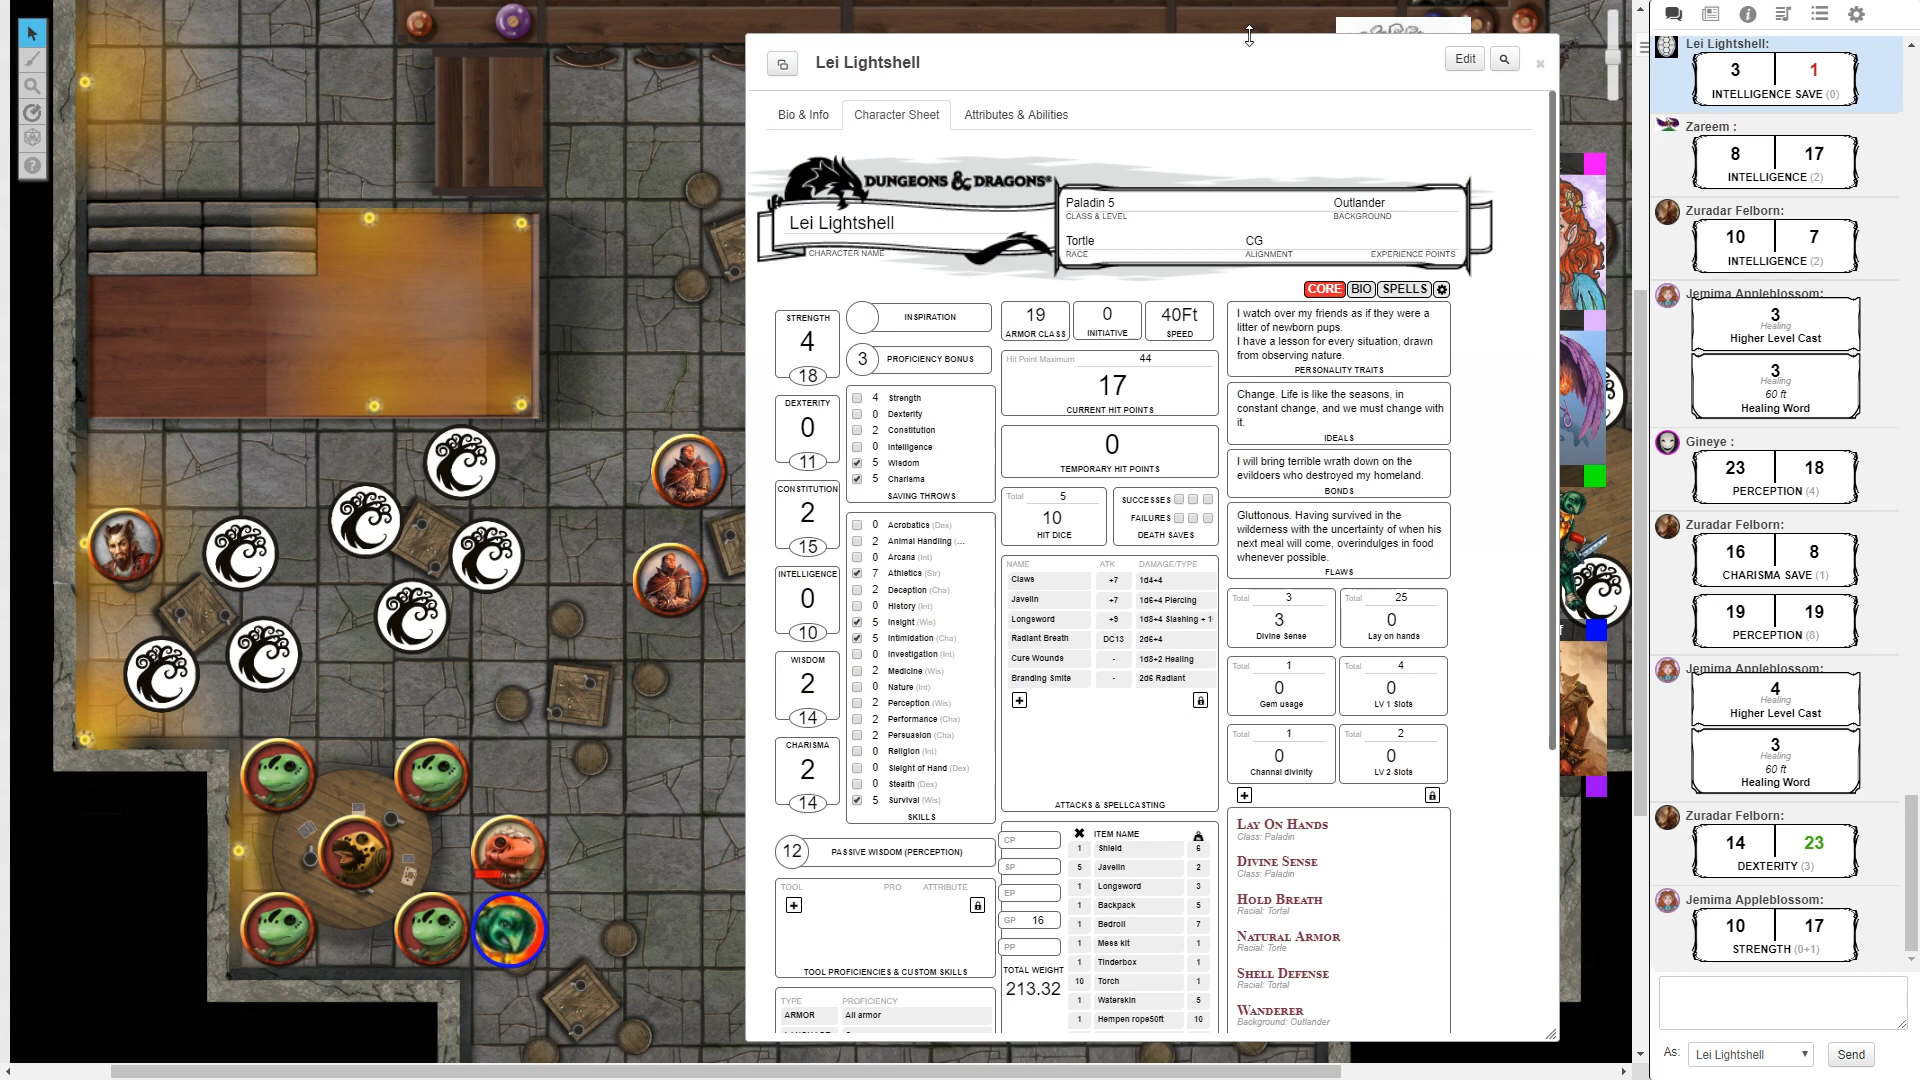 Lei Lightshell
Edit
Bio & Info
Character Sheet
Attributes & Abilities
DUNGEONS & DRAGONS®
Lei Lightshell
CHARACTER NAME
Paladin 5
Outlander
CLASS & LEVEL
BACKGROUND
Tortle
CG
RACE
ALIGNMENT
EXPERIENCE POINTS
CORE
BIO
SPELLS
STRENGTH
4
18
DEXTERITY
0
11
CONSTITUTION
2
15
INTELLIGENCE
0
10
WISDOM
2
14
CHARISMA
2
14
INSPIRATION
3 PROFICIENCY BONUS
4 Strength
0 Dexterity
2 Constitution
0 Intelligence
5 Wisdom
5 Charisma
SAVING THROWS
0 Acrobatics (Dex)
2 Animal Handling (...
0 Arcana (Int)
7 Athletics (Str)
2 Deception (Cha)
0 History (Int)
5 Insight (Wis)
5 Intimidation (Cha)
0 Investigation (Int)
2 Medicine (Wis)
0 Nature (Int)
2 Perception (Wis)
2 Performance (Cha)
2 Persuasion (Cha)
0 Religion (Int)
0 Sleight of Hand (Dex)
0 Stealth (Dex)
5 Survival (Wis)
SKILLS
12 PASSIVE WISDOM (PERCEPTION)
TOOL PRO ATTRIBUTE
TOOL PROFICIENCIES & CUSTOM SKILLS
TYPE PROFICIENCY
ARMOR All armor
19
ARMOR CLASS
0
INITIATIVE
40Ft
SPEED
Hit Point Maximum 44
17
CURRENT HIT POINTS
0
TEMPORARY HIT POINTS
Total 5
10
HIT DICE
SUCCESSES
FAILURES
DEATH SAVES
NAME ATK DAMAGE/TYPE
Claws +7 1d4+4
Javelin +7 1d6+4 Piercing
Longsword +9 1d8+4 Slashing + 1
Radiant Breath DC13 2d6+4
Cure Wounds - 1d8+2 Healing
Branding Smite - 2d6 Radiant
ATTACKS & SPELLCASTING
CP
SP
EP
GP 16
PP
TOTAL WEIGHT
213.32
ITEM NAME
1 Shield 6
5 Javelin 2
1 Longsword 3
1 Backpack 5
1 Bedroll 7
1 Mess kit 1
1 Tinderbox 1
10 Torch 1
1 Waterskin 5
1 Hempen rope50ft 10
I watch over my friends as if they were a
litter of newborn pups.
I have a lesson for every situation, drawn
from observing nature.
PERSONALITY TRAITS
Change. Life is like the seasons, in
constant change, and we must change with
it.
IDEALS
I will bring terrible wrath down on the
evildoers who destroyed my homeland.
BONDS
Gluttonous. Having survived in the
wilderness with the uncertainty of when his
next meal will come, overindulges in food
whenever possible.
FLAWS
Total 3
3
Divine Sense
Total 25
0
Lay on hands
Total 1
0
Gem usage
Total 4
0
LV 1 Slots
Total 1
0
Channal divinity
Total 2
0
LV 2 Slots
LAY ON HANDS
Class: Paladin
DIVINE SENSE
Class: Paladin
HOLD BREATH
Racial: Tortal
NATURAL ARMOR
Racial: Torle
SHELL DEFENSE
Racial: Tortal
WANDERER
Background: Outlander
Lei Lightshell:
3 1
INTELLIGENCE SAVE (0)
Zareem :
8 17
INTELLIGENCE (2)
Zuradar Felborn:
10 7
INTELLIGENCE (2)
Jemima Appleblossom:
3
Healing
Higher Level Cast
3
Healing
60 ft
Healing Word
Gineye :
23 18
PERCEPTION (4)
Zuradar Felborn:
16 8
CHARISMA SAVE (1)
19 19
PERCEPTION (8)
Jemima Appleblossom:
4
Healing
Higher Level Cast
3
Healing
60 ft
Healing Word
Zuradar Felborn:
14 23
DEXTERITY (3)
Jemima Appleblossom:
10 17
STRENGTH (0+1)
As: Lei Lightshell
Send